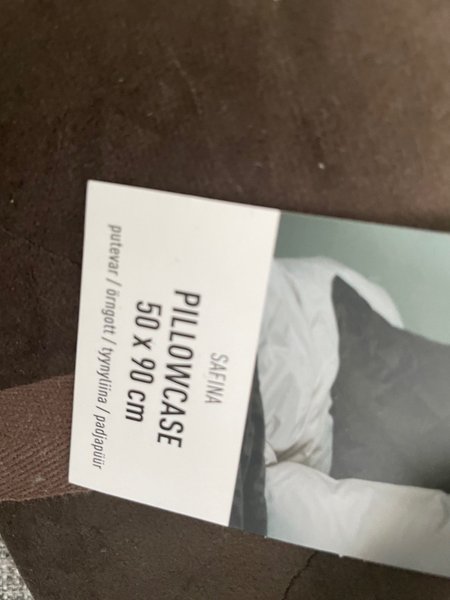 SAFINA
PILLOWCASE
50 x 90 cm
putevar / örngott / tyynyliina / padjapüür